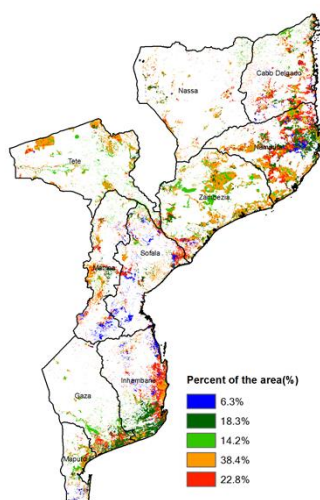 Cabo Delgado
Niassa
Nampula
Tete
Zambezia
Sofala
Manica
Inhambane
Gaza
Maputo
Percent of the area(%)
6.3%
18.3%
14.2%
38.4%
22.8%